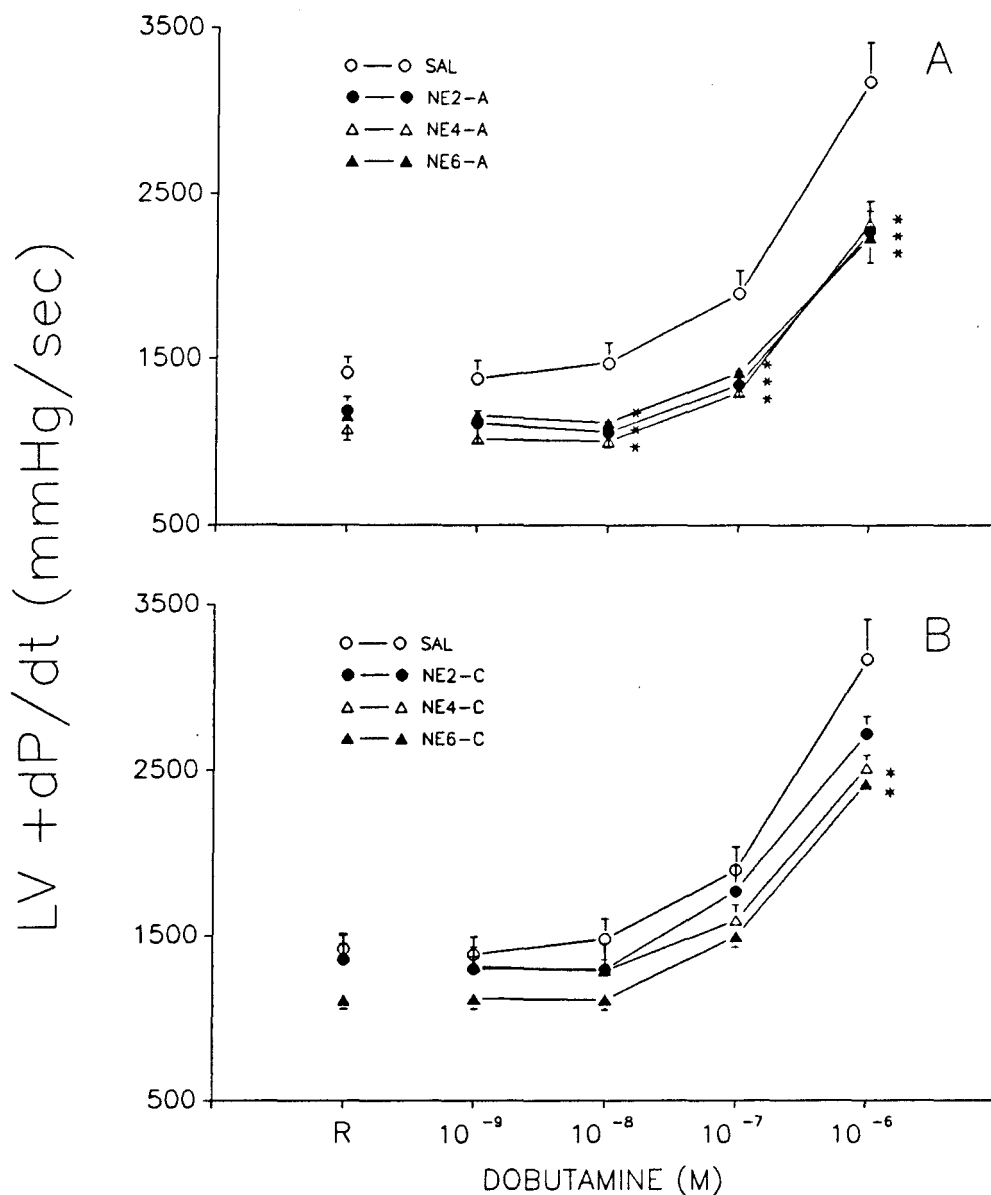 LV +dP/dt (mmHg/sec)
A
3500
2500
1500
500
SAL
NE2-A
NE4-A
NE6-A
*
*
*
*
*
*
*
*
*
B
3500
2500
1500
500
SAL
NE2-C
NE4-C
NE6-C
*
*
R 10⁻⁹ 10⁻⁸ 10⁻⁷ 10⁻⁶
DOBUTAMINE (M)